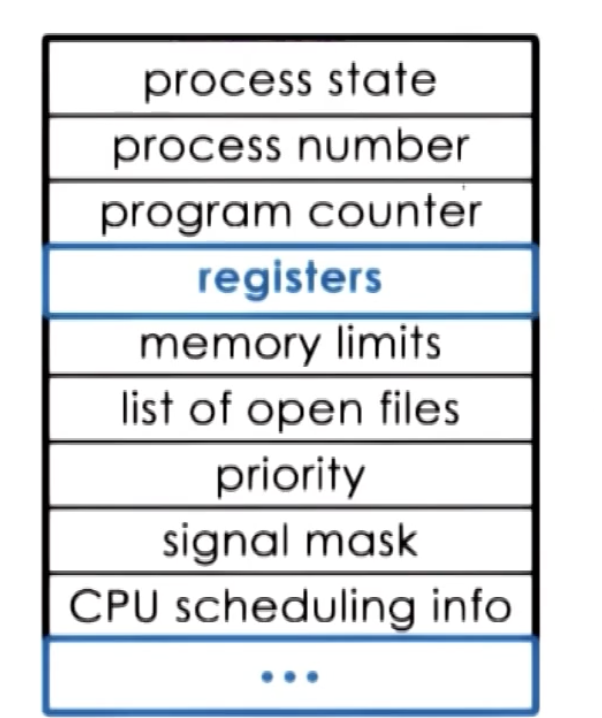 process state
process number
program counter
registers
memory limits
list of open files
priority
signal mask
CPU scheduling info
...